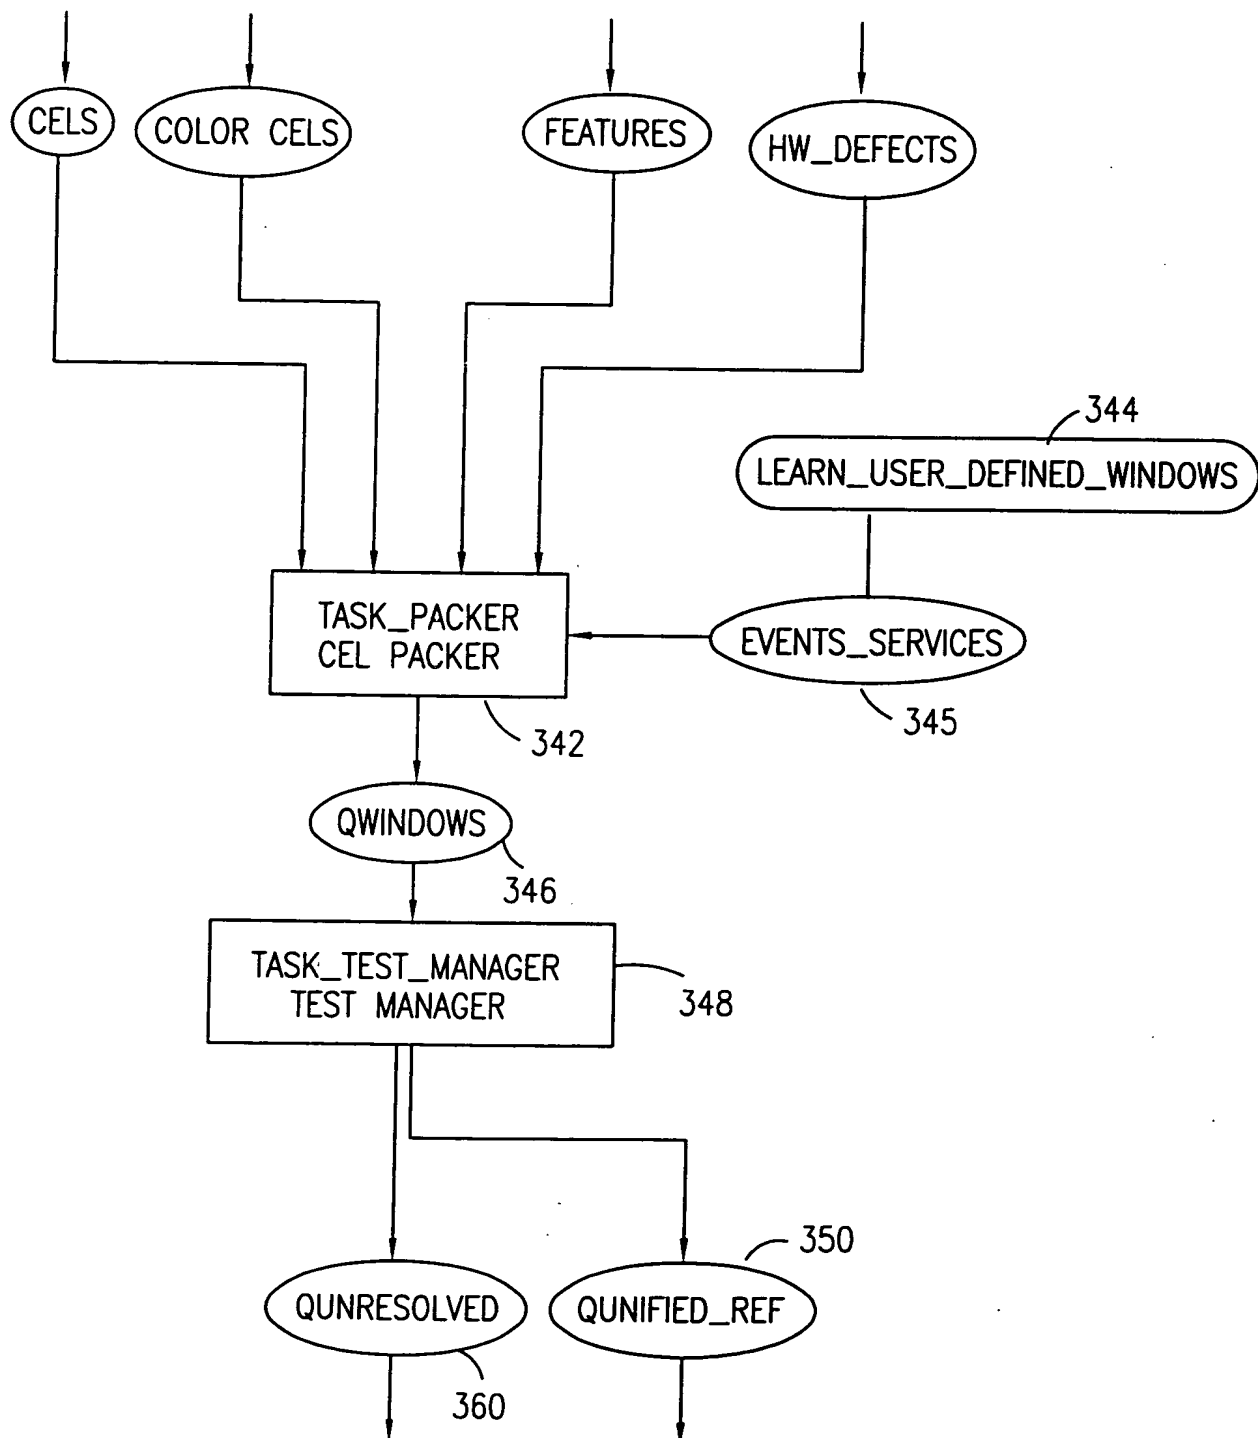 CELS
COLOR CELS
FEATURES
HW_DEFECTS
344
LEARN_USER_DEFINED_WINDOWS
TASK_PACKER
CEL PACKER
EVENTS_SERVICES
342
345
QWINDOWS
346
TASK_TEST_MANAGER
TEST MANAGER
348
350
QUNRESOLVED
QUNIFIED_REF
360